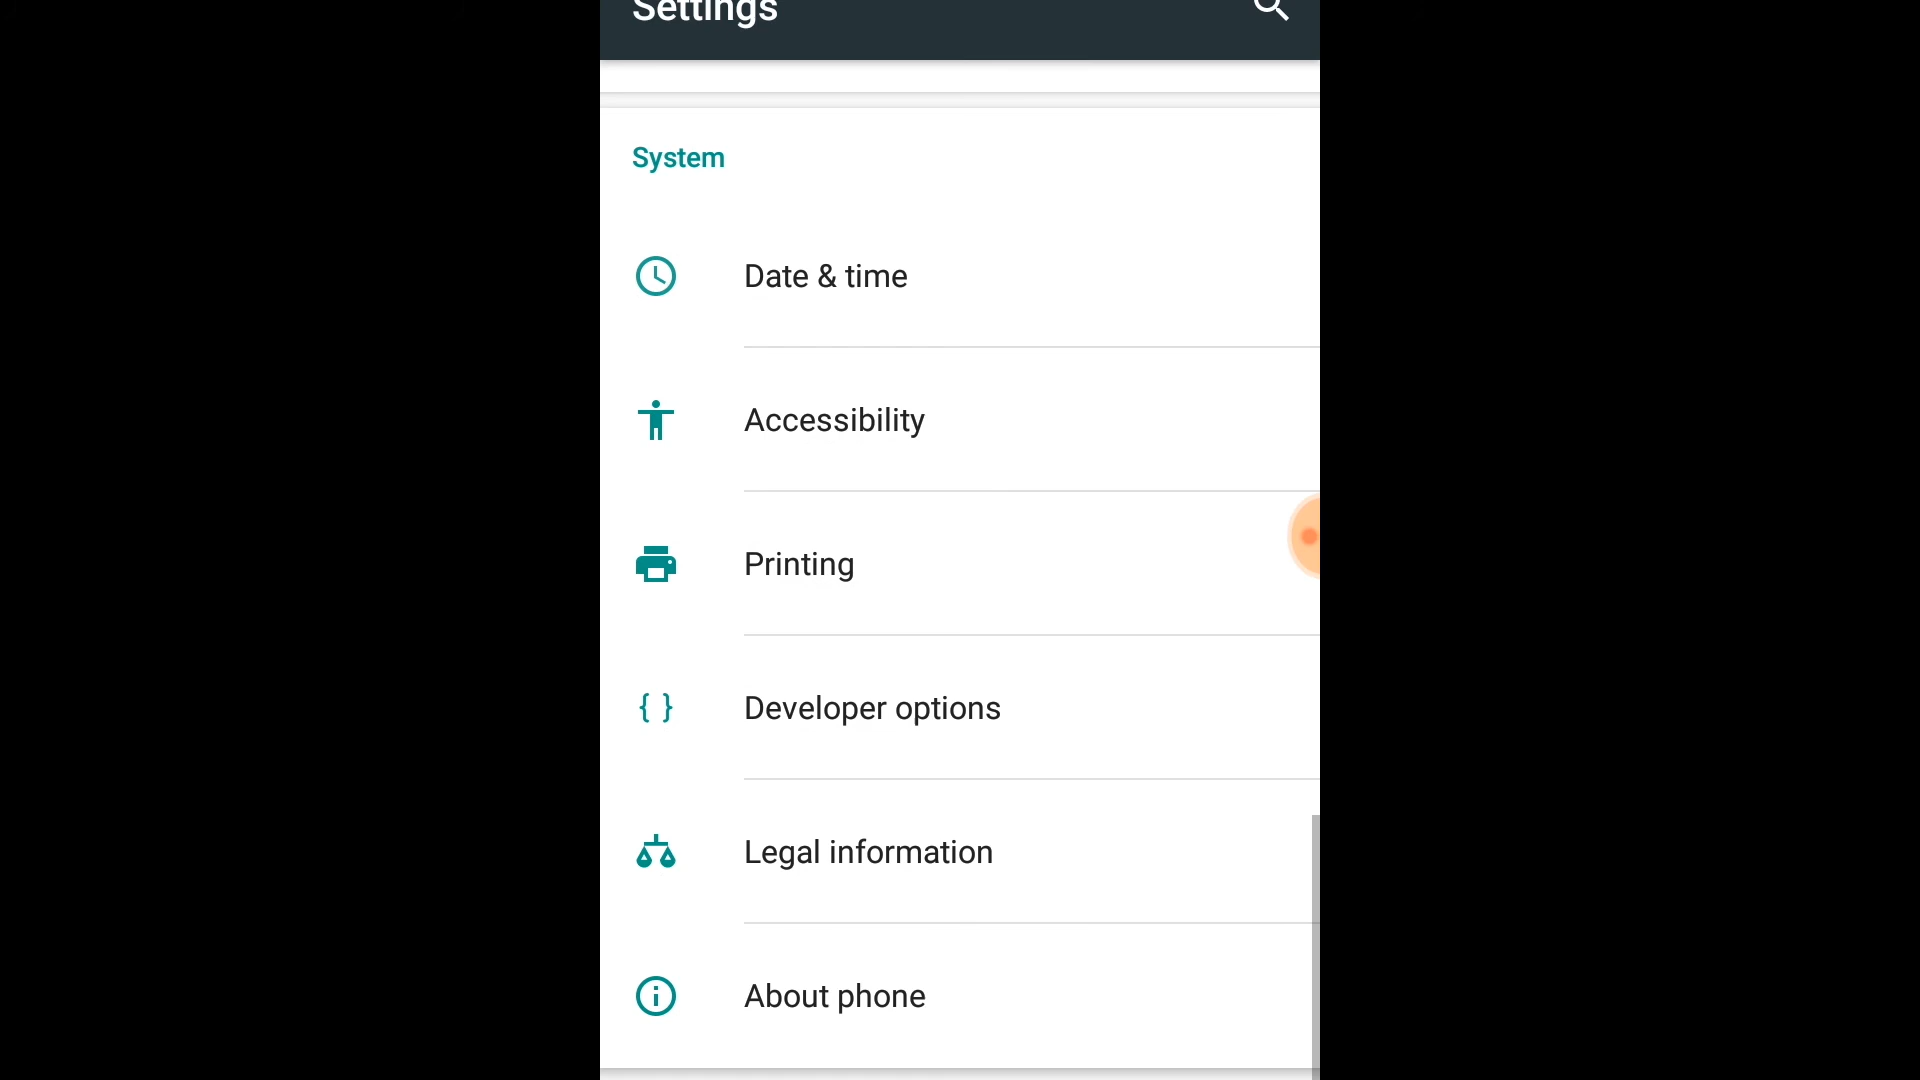 Settings
System
Date & time
Accessibility
Printing
Developer options
Legal information
About phone